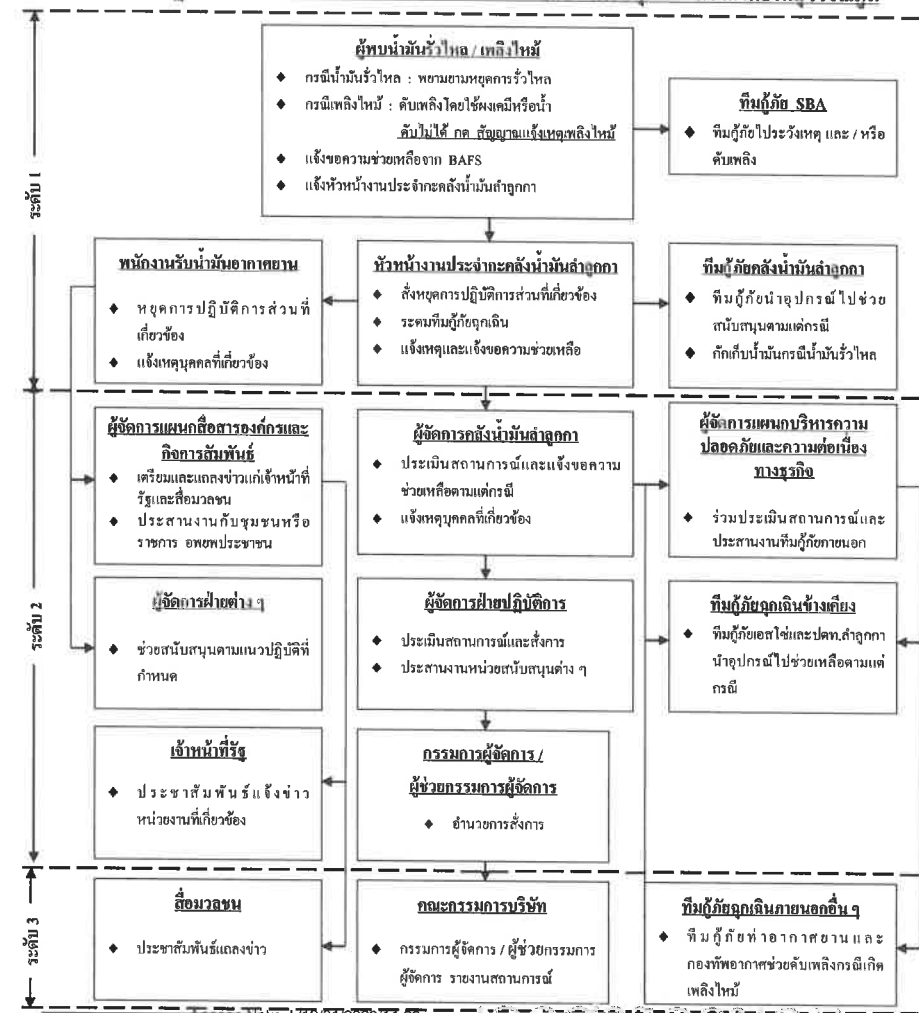 ระดับ 1
ผู้พบน้ำมันรั่วไหล / เพลิงไหม้
◆ กรณีน้ำมันรั่วไหล : พยามยามหยุดการรั่วไหล
◆ กรณีเพลิงไหม้ : ดับเพลิงโดยใช้ผงเคมีหรือน้ำ
ดับไม่ได้ กด สัญญาณแจ้งเหตุเพลิงไหม้
◆ แจ้งขอความช่วยเหลือจาก BAFS
◆ แจ้งหัวหน้างานประจำกะคลังน้ำมันลำลูกกา
ทีมกู้ภัย SBA
◆ ทีมกู้ภัยไประวังเหตุ และ / หรือ
ดับเพลิง
พนักงานรับน้ำมันอากาศยาน
◆ หยุดการปฏิบัติการส่วนที่
เกี่ยวข้อง
◆ แจ้งเหตุบุคคลที่เกี่ยวข้อง
หัวหน้างานประจำกะคลังน้ำมันลำลูกกา
◆ สั่งหยุดการปฏิบัติการส่วนที่เกี่ยวข้อง
◆ ระดมทีมกู้ภัยฉุกเฉิน
◆ แจ้งเหตุและแจ้งขอความช่วยเหลือ
ทีมกู้ภัยคลังน้ำมันลำลูกกา
◆ ทีมกู้ภัยนำอุปกรณ์ไปช่วย
สนับสนุนตามแต่กรณี
◆ กักเก็บน้ำมันกรณีน้ำมันรั่วไหล
ระดับ 2
ผู้จัดการแผนกสื่อสารองค์กรและ
กิจการสัมพันธ์
◆ เตรียมและแถลงข่าวแก่เจ้าหน้าที่
รัฐและสื่อมวลชน
◆ ประสานงานกับชุมชนหรือ
ราชการ อพยพประชาชน
ผู้จัดการคลังน้ำมันลำลูกกา
◆ ประเมินสถานการณ์และแจ้งขอความ
ช่วยเหลือตามแต่กรณี
◆ แจ้งเหตุบุคคลที่เกี่ยวข้อง
ผู้จัดการแผนกบริหารความ
ปลอดภัยและความต่อเนื่อง
ทางธุรกิจ
◆ ร่วมประเมินสถานการณ์และ
ประสานงานทีมกู้ภัยภายนอก
ผู้จัดการฝ่ายต่าง ๆ
◆ ช่วยสนับสนุนตามแนวปฏิบัติที่
กำหนด
ผู้จัดการฝ่ายปฏิบัติการ
◆ ประเมินสถานการณ์และสั่งการ
◆ ประสานงานหน่วยสนับสนุนต่าง ๆ
ทีมกู้ภัยฉุกเฉินข้างเคียง
◆ ทีมกู้ภัยเอสโซ่และปตท.ลำลูกกา
นำอุปกรณ์ไปช่วยเหลือตามแต่
กรณี
เจ้าหน้าที่รัฐ
◆ ประชาสัมพันธ์แจ้งข่าว
หน่วยงานที่เกี่ยวข้อง
กรรมการผู้จัดการ /
ผู้ช่วยกรรมการผู้จัดการ
◆ อำนวยการสั่งการ
ระดับ 3
สื่อมวลชน
◆ ประชาสัมพันธ์แถลงข่าว
คณะกรรมการบริษัท
◆ กรรมการผู้จัดการ / ผู้ช่วยกรรมการ
ผู้จัดการ รายงานสถานการณ์
ทีมกู้ภัยฉุกเฉินภายนอกอื่น ๆ
◆ ทีมกู้ภัยท่าอากาศยานและ
กองทัพอากาศช่วยดับเพลิงกรณีเกิด
เพลิงไหม้